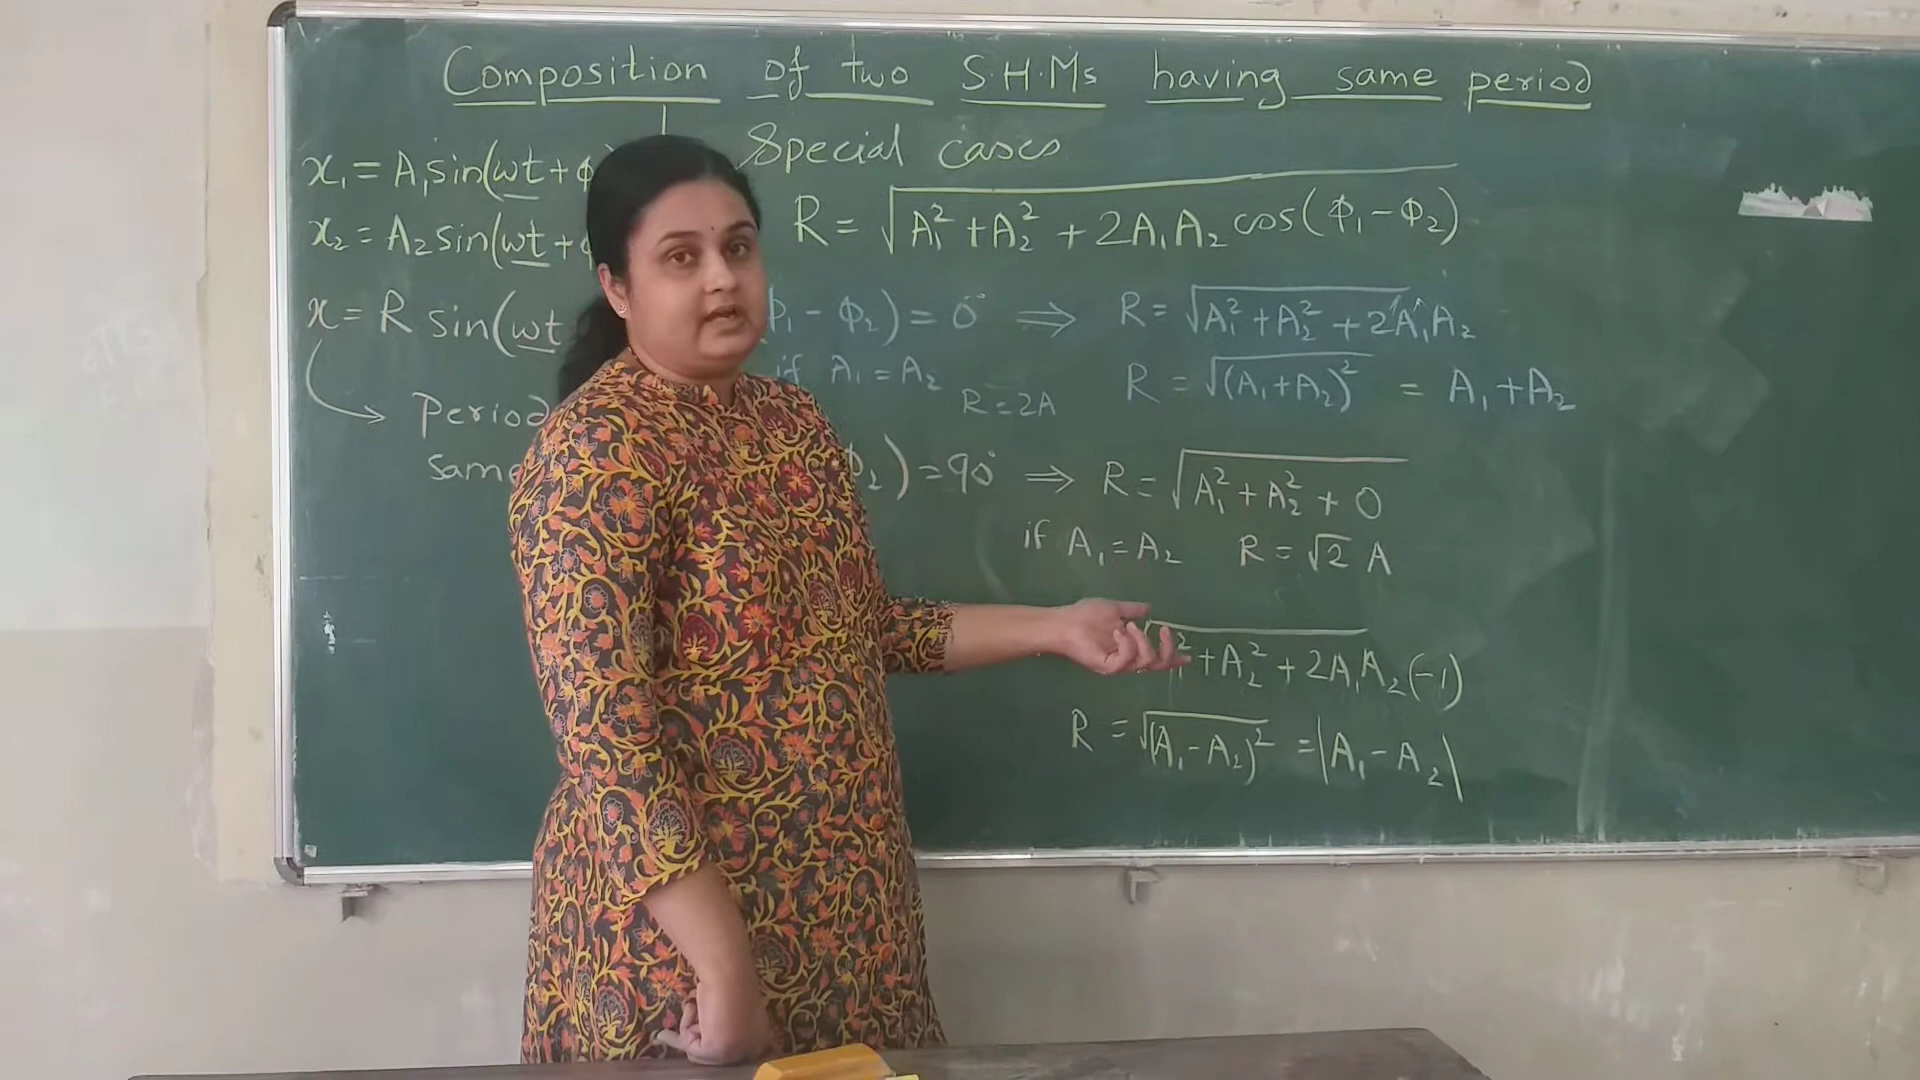 Composition of two S.H.Ms having same period
Special cases
x₁ = A₁sin(ωt + ϕ
x₂ = A₂sin(ωt +
x = R sin(ωt
Period
same
R = √A₁² + A₂² + 2A₁A₂ cos(ϕ₁ - ϕ₂)
ϕ₁ - ϕ₂) = 0° ⇒ R = √A₁² + A₂² + 2A₁A₂
if A₁ = A₂
R = 2A
R = √(A₁ + A₂)² = A₁ + A₂
₂) = 90° ⇒ R = √A₁² + A₂² + 0
if A₁ = A₂ R = √2 A
₁² + A₂² + 2A₁A₂(-1)
R = √(A₁ - A₂)² = |A₁ - A₂|